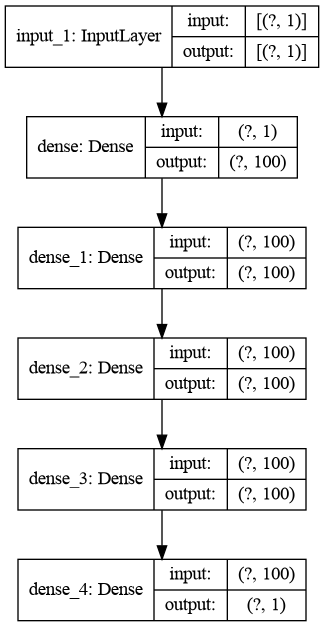 input_1: InputLayer input: [(?, 1)]
output: [(?, 1)]
dense: Dense input: (?, 1)
output: (?, 100)
dense_1: Dense input: (?, 100)
output: (?, 100)
dense_2: Dense input: (?, 100)
output: (?, 100)
dense_3: Dense input: (?, 100)
output: (?, 100)
dense_4: Dense input: (?, 100)
output: (?, 1)